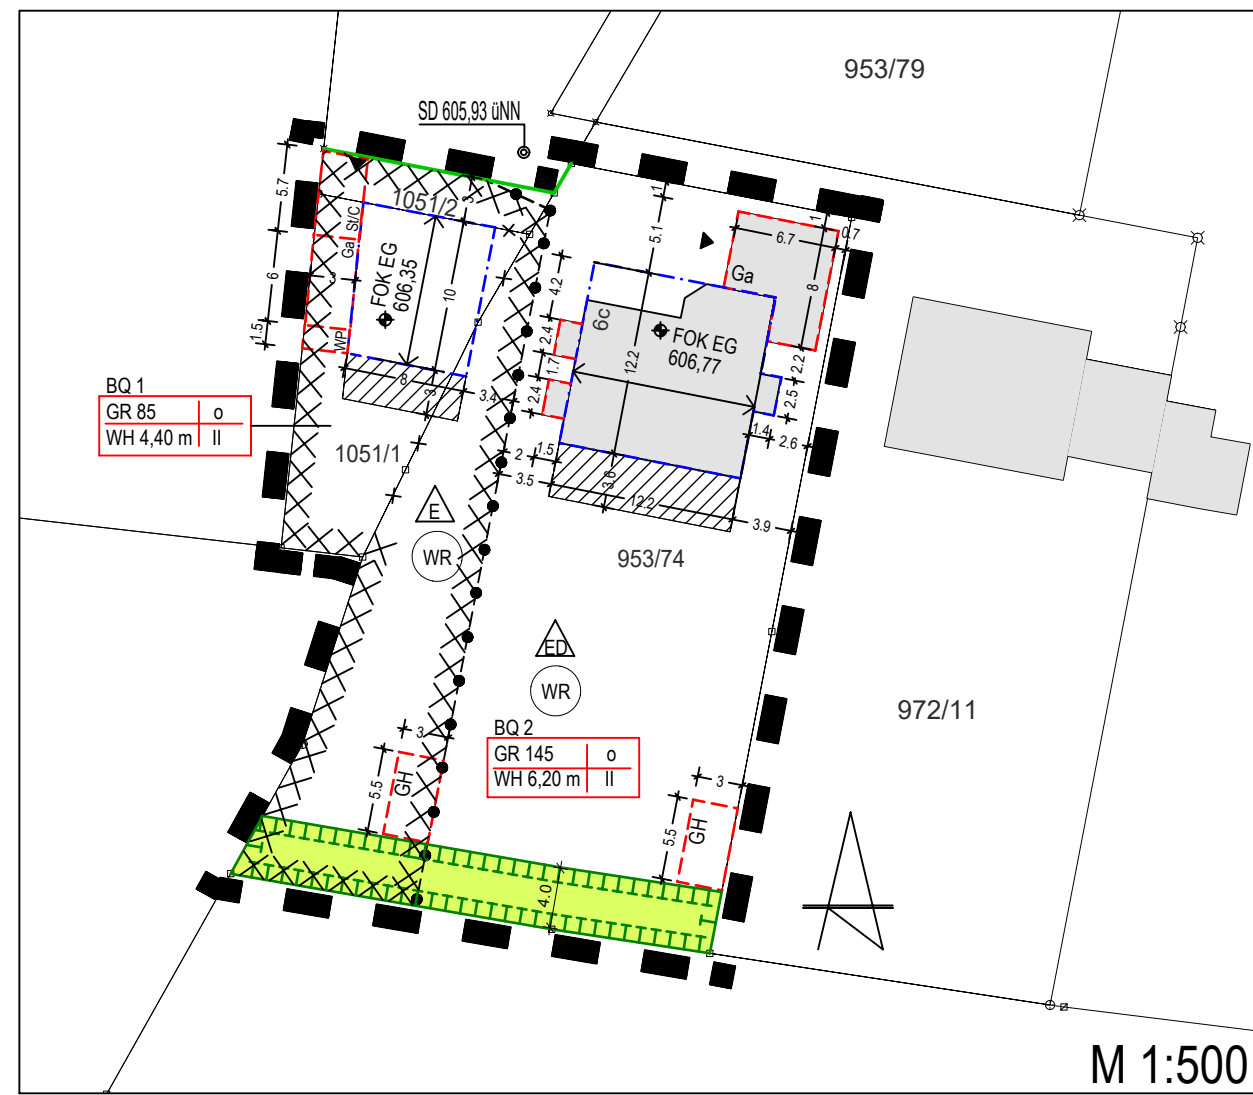 953/79
SD 605,93 üNN
1051/2
5.7
3
1
5.1
1
0.7
6.7
8
Ga
St/C
Ga
6
3
FOK EG
606,35
10
4.2
6c
FOK EG
606,77
12.2
2.4
1.7
2.4
1.5
WP
8
3
3.4
2.2
2.5
1.4
2.6
BQ 1
GR 85 o
WH 4,40 m II
1051/1
2
1.5
3.5
3.6
12.2
3.9
E
WR
953/74
ED
WR
972/11
BQ 2
GR 145 o
WH 6,20 m II
3
5.5
GH
3
5.5
GH
4.0
M 1:500